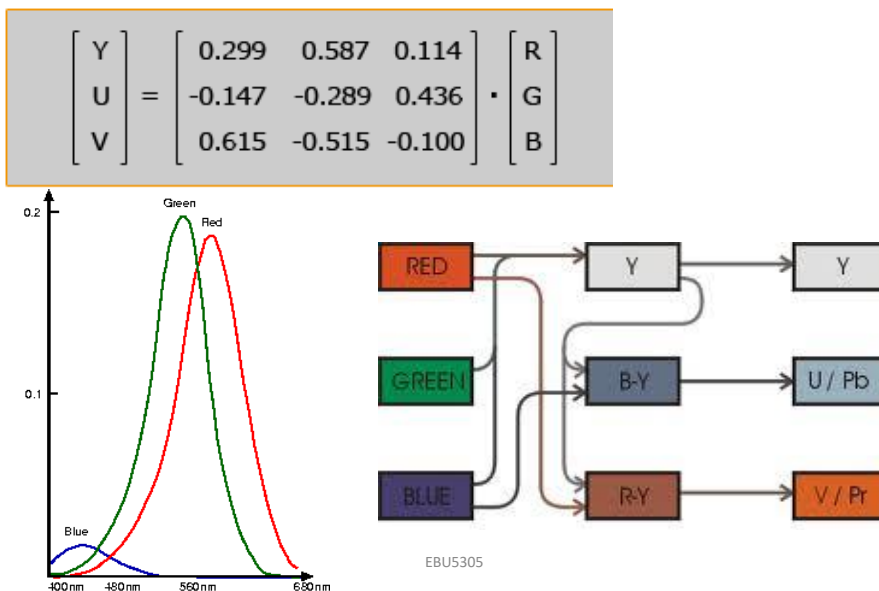 Y 0.299 0.587 0.114 R
U = -0.147 -0.289 0.436 · G
V 0.615 -0.515 -0.100 B
Green
Red
0.2
0.1
Blue
400nm 480nm 560nm 680nm
RED Y Y
GREEN B-Y U / Pb
BLUE R-Y V / Pr
EBU5305